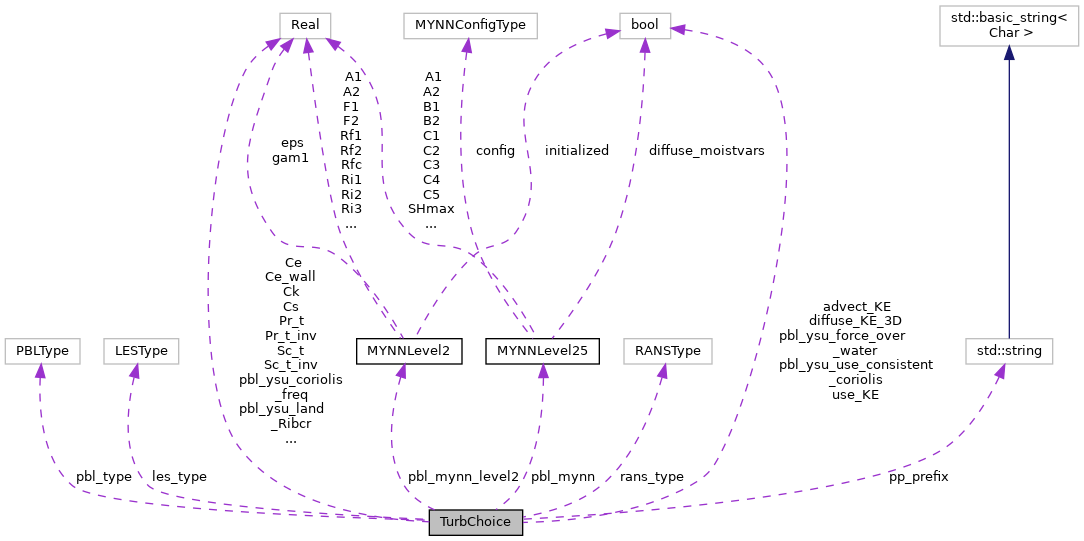 Real
MYNNConfigType
bool
std::basic_string<
Char >
A1
A2
F1
F2
Rf1
Rf2
Rfc
Ri1
Ri2
Ri3
...
A1
A2
B1
B2
C1
C2
C3
C4
C5
SHmax
...
eps
gam1
config
initialized
diffuse_moistvars
Ce
Ce_wall
Ck
Cs
Pr_t
Pr_t_inv
Sc_t
Sc_t_inv
pbl_ysu_coriolis
_freq
pbl_ysu_land
_Ribcr
...
advect_KE
diffuse_KE_3D
pbl_ysu_force_over
_water
pbl_ysu_use_consistent
_coriolis
use_KE
PBLType
LESType
MYNNLevel2
MYNNLevel25
RANSType
std::string
pbl_type
les_type
pbl_mynn_level2
pbl_mynn
rans_type
pp_prefix
TurbChoice